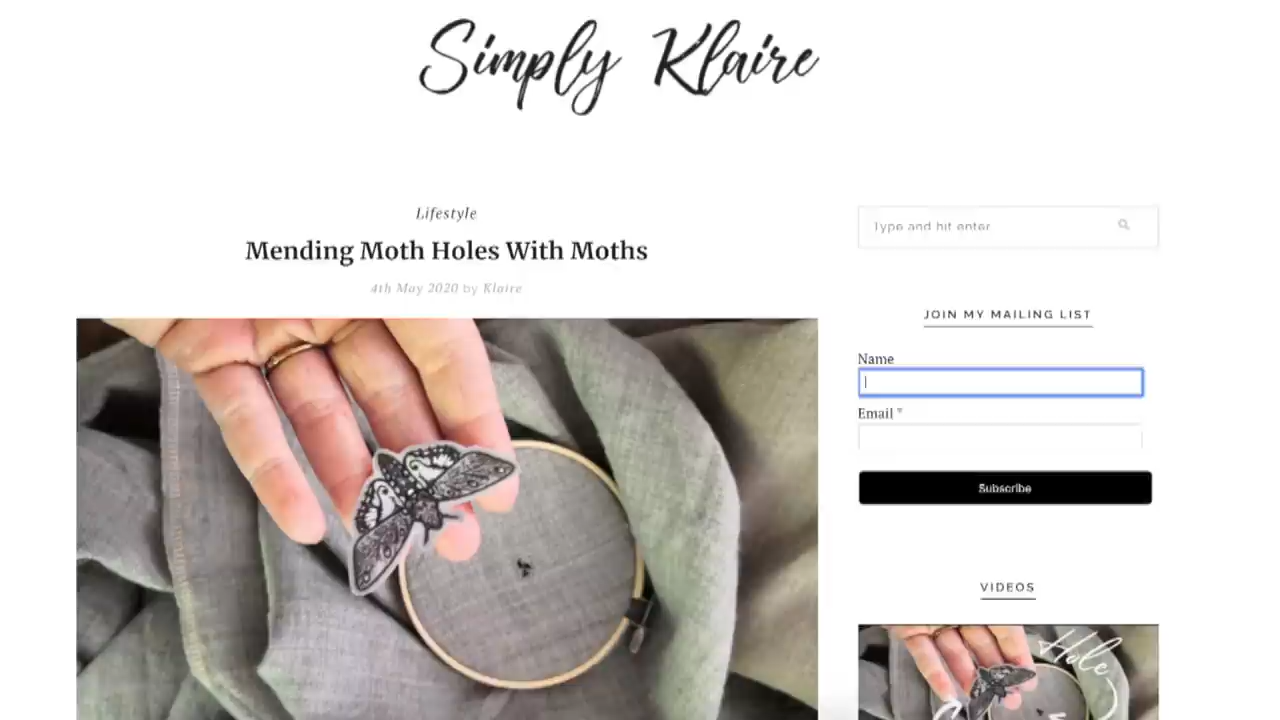 Simply Klaire
Lifestyle
Mending Moth Holes With Moths
4th May 2020 by Klaire
Type and hit enter
JOIN MY MAILING LIST
Name
Email *
Subscribe
VIDEOS
Hole